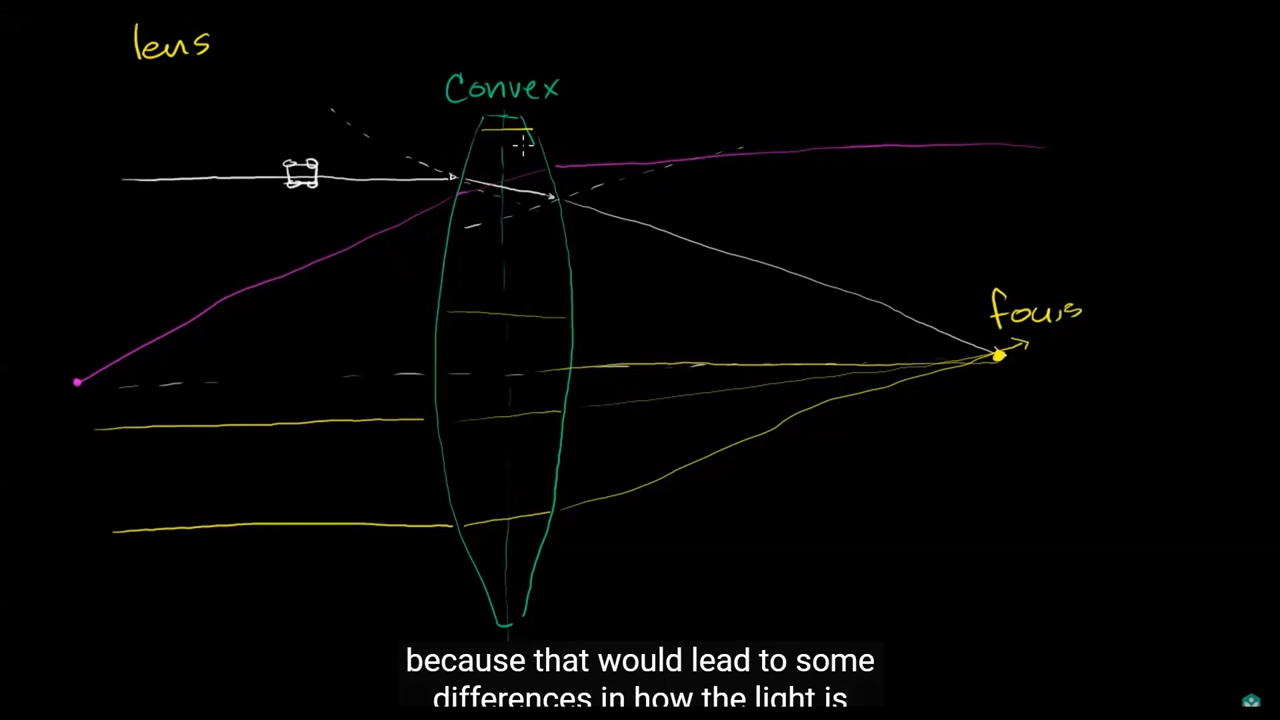 lens
Convex
focus
because that would lead to some
differences in how the light is